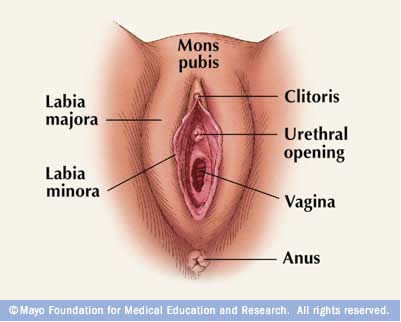 Mons
pubis
Labia
majora
Clitoris
Urethral
opening
Labia
minora
Vagina
Anus
© Mayo Foundation for Medical Education and Research. All rights reserved.